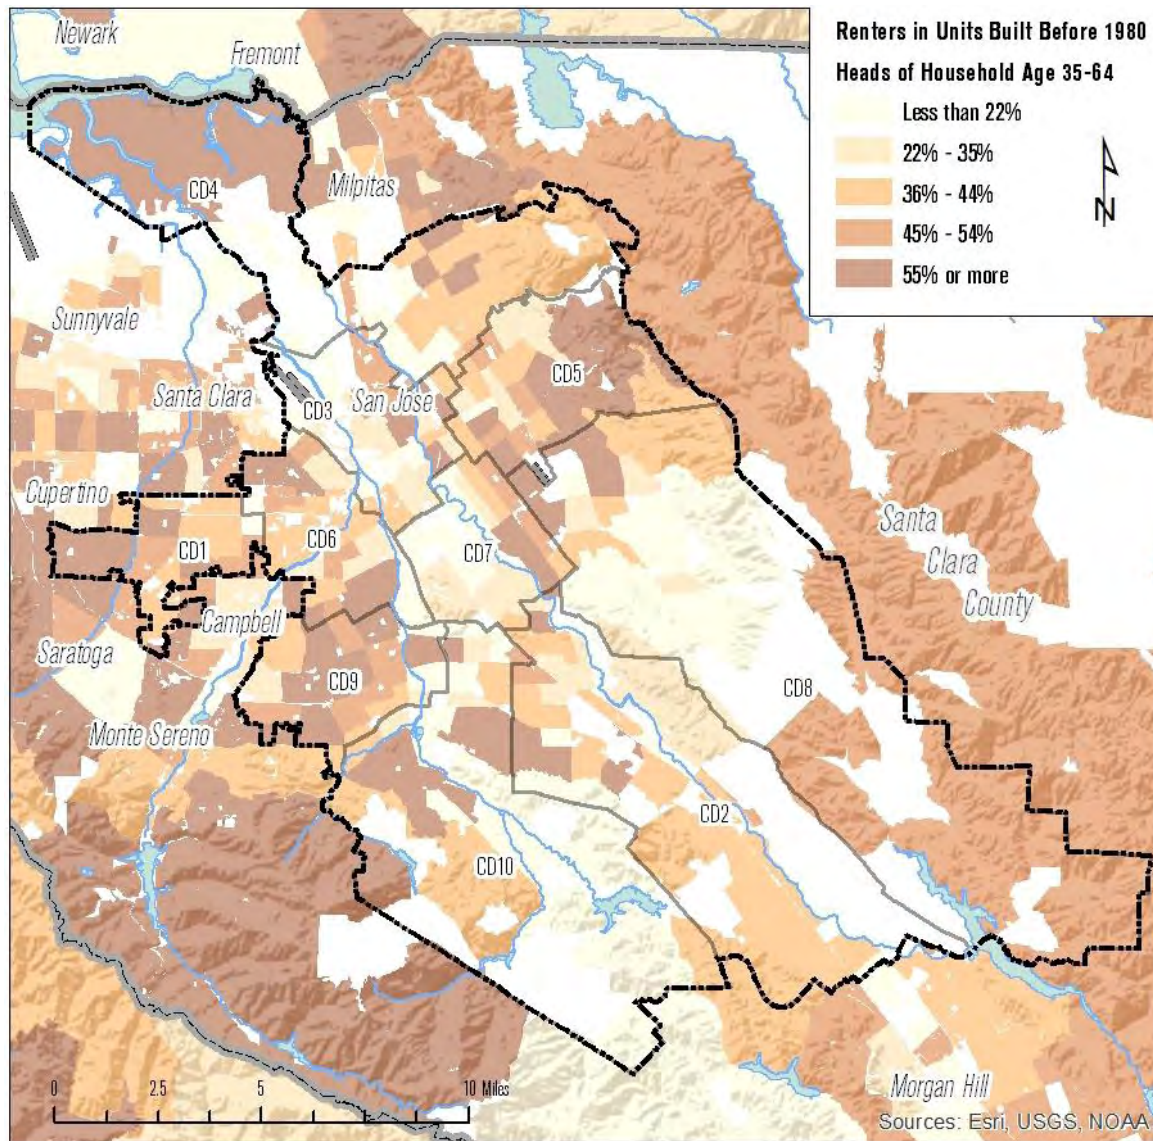 Renters in Units Built Before 1980
Heads of Household Age 35-64
Less than 22%
22% - 35%
36% - 44%
45% - 54%
55% or more
N
Newark
Fremont
CD4
Milpitas
Sunnyvale
Santa Clara
CD3
San Jose
CD5
Cupertino
CD1
CD6
CD7
Santa
Clara
County
Campbell
Saratoga
CD9
CD8
Monte Sereno
CD2
CD10
Morgan Hill
0 2.5 5 10 Miles
Sources: Esri, USGS, NOAA